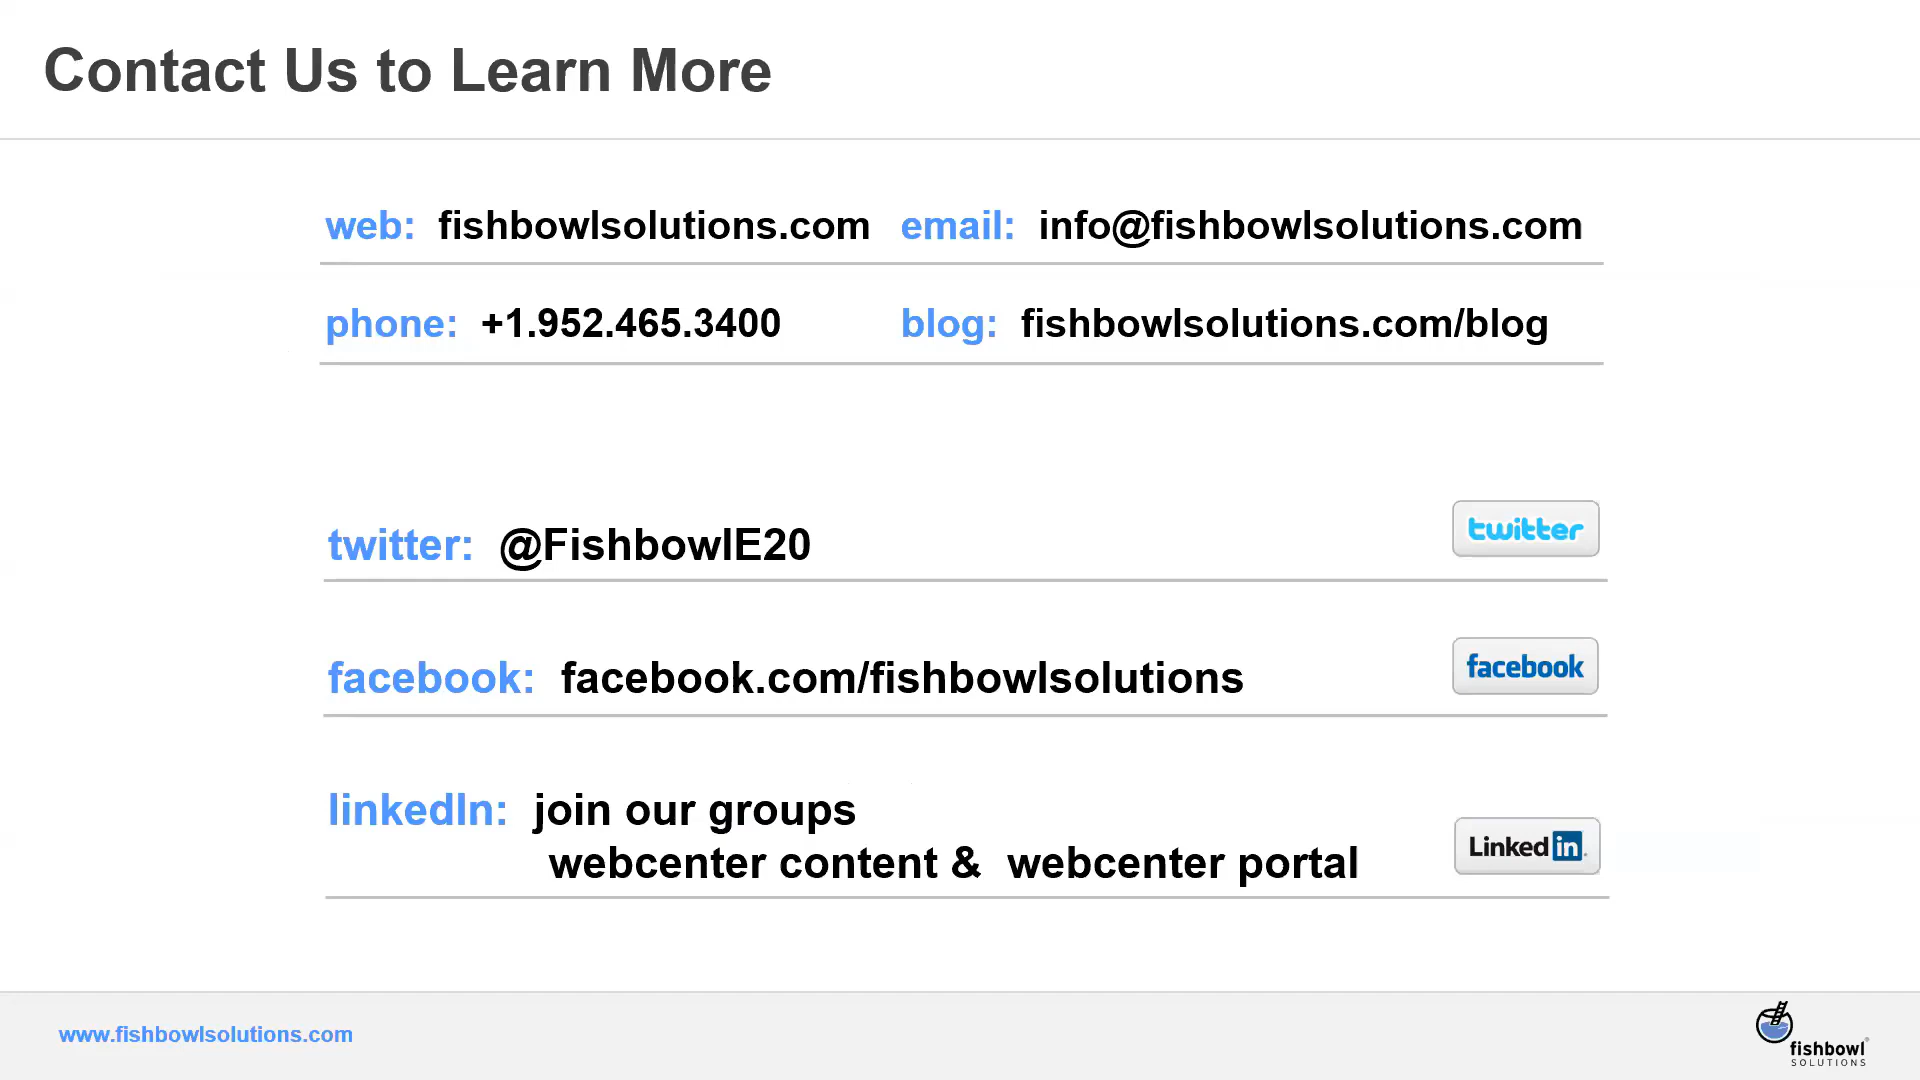 Contact Us to Learn More
web: fishbowlsolutions.com email: info@fishbowlsolutions.com
phone: +1.952.465.3400 blog: fishbowlsolutions.com/blog
twitter: @FishbowlE20
twitter
facebook: facebook.com/fishbowlsolutions
facebook
linkedIn: join our groups
webcenter content & webcenter portal
Linked in
www.fishbowlsolutions.com
fishbowl®
SOLUTIONS